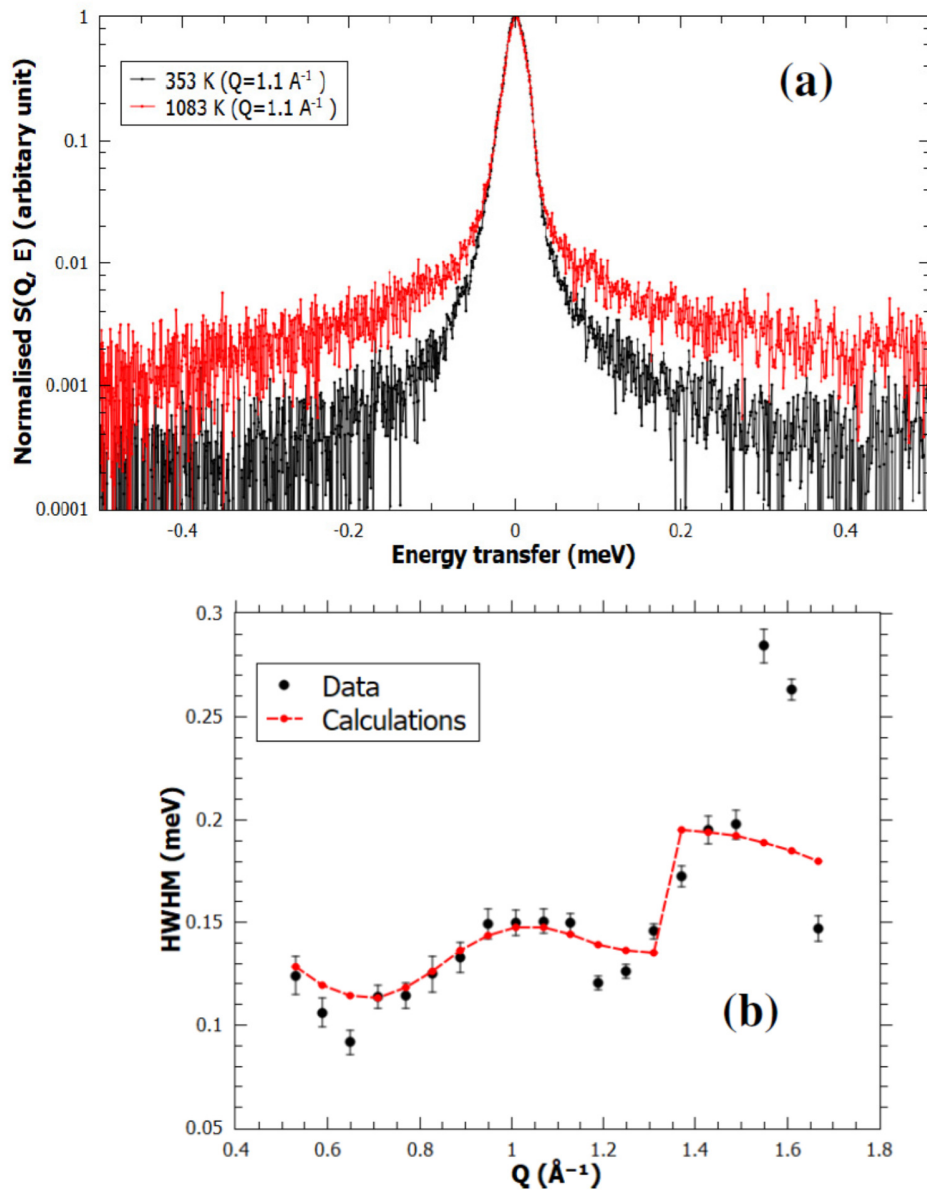 1
(a)
353 K (Q=1.1 A⁻¹)
1083 K (Q=1.1 A⁻¹ )
0.1
0.01
0.001
0.0001
Normalised S(Q, E) (arbitary unit)
-0.4
-0.2
0
0.2
0.4
Energy transfer (meV)
0.3
Data
Calculations
0.25
0.2
0.15
0.1
0.05
HWHM (meV)
(b)
0.4
0.6
0.8
1
1.2
1.4
1.6
1.8
Q (Å⁻¹)